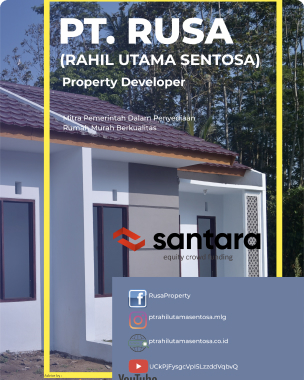 PT. RUSA
(RAHIL UTAMA SENTOSA)
Property Developer
Mitra Pemerintah Dalam Penyediaan
Rumah Murah Berkualitas
santara
equity crowdfunding
RusaProperty
ptrahilutamasentosa.mlg
ptrahilutamasentosa.co.id
YouTube